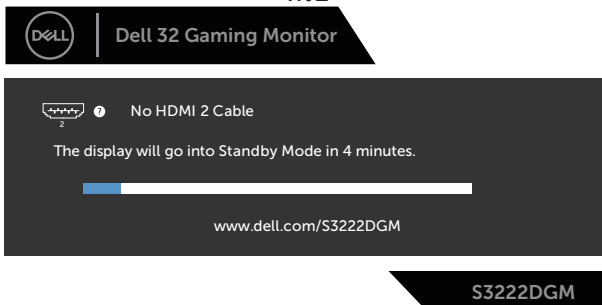 DELL
Dell 32 Gaming Monitor
2
?
No HDMI 2 Cable
The display will go into Standby Mode in 4 minutes.
www.dell.com/S3222DGM
S3222DGM